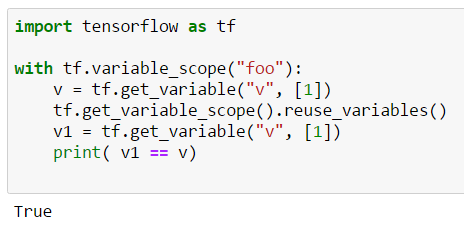 import tensorflow as tf
with tf.variable_scope("foo"):
    v = tf.get_variable("v", [1])
    tf.get_variable_scope().reuse_variables()
    v1 = tf.get_variable("v", [1])
    print( v1 == v)
True